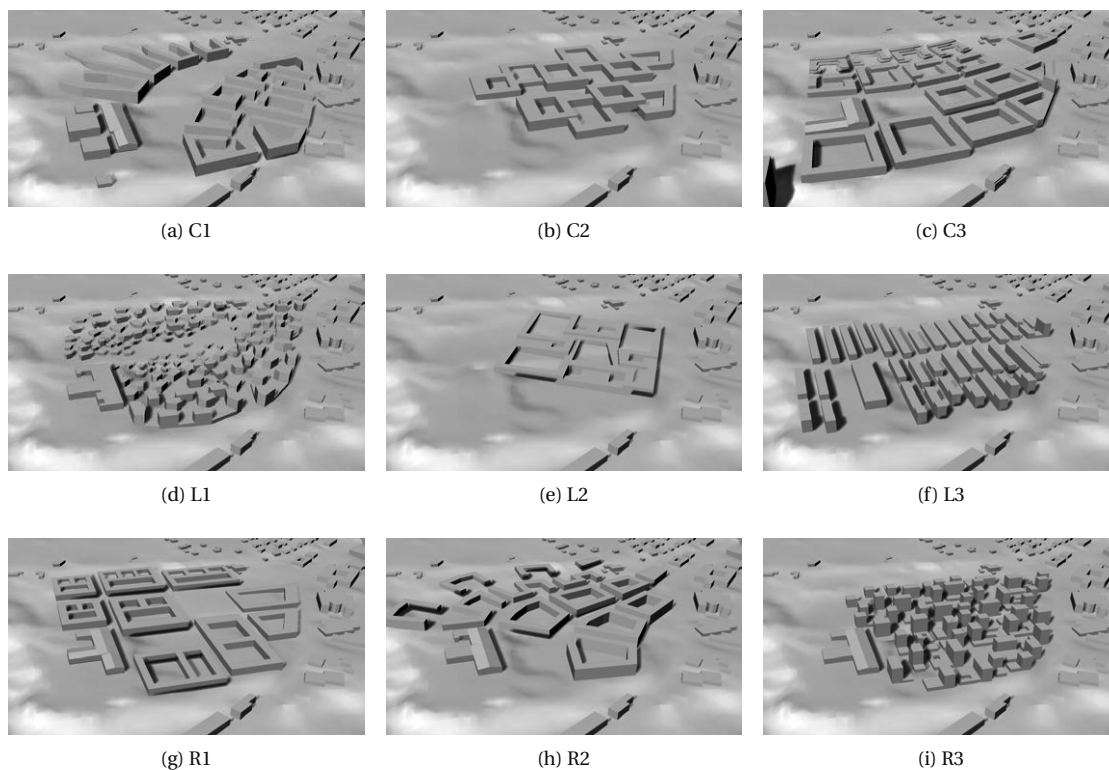 (a) C1
(b) C2
(c) C3
(d) L1
(e) L2
(f) L3
(g) R1
(h) R2
(i) R3